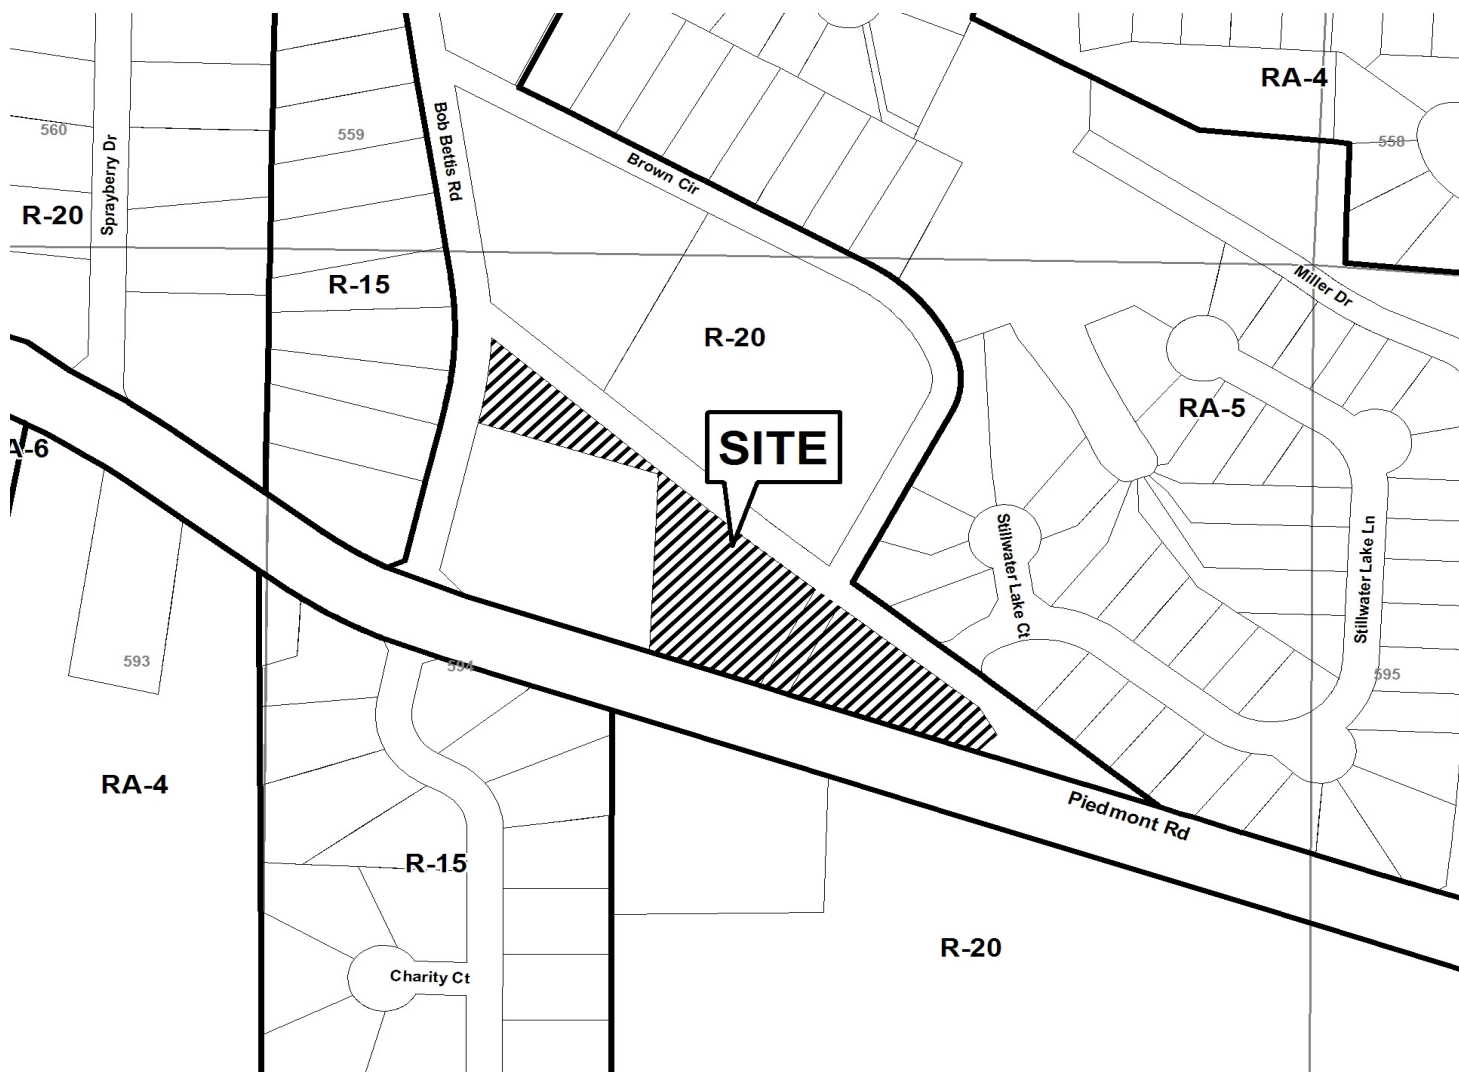 RA-4
560
559
558
Bob Bettis Rd
Sprayberry Dr
Brown Cir
R-20
R-15
Miller Dr
R-20
RA-5
A-6
SITE
Stillwater Lake Ct
Stillwater Lake Ln
593
594
595
RA-4
Piedmont Rd
R-15
R-20
Charity Ct